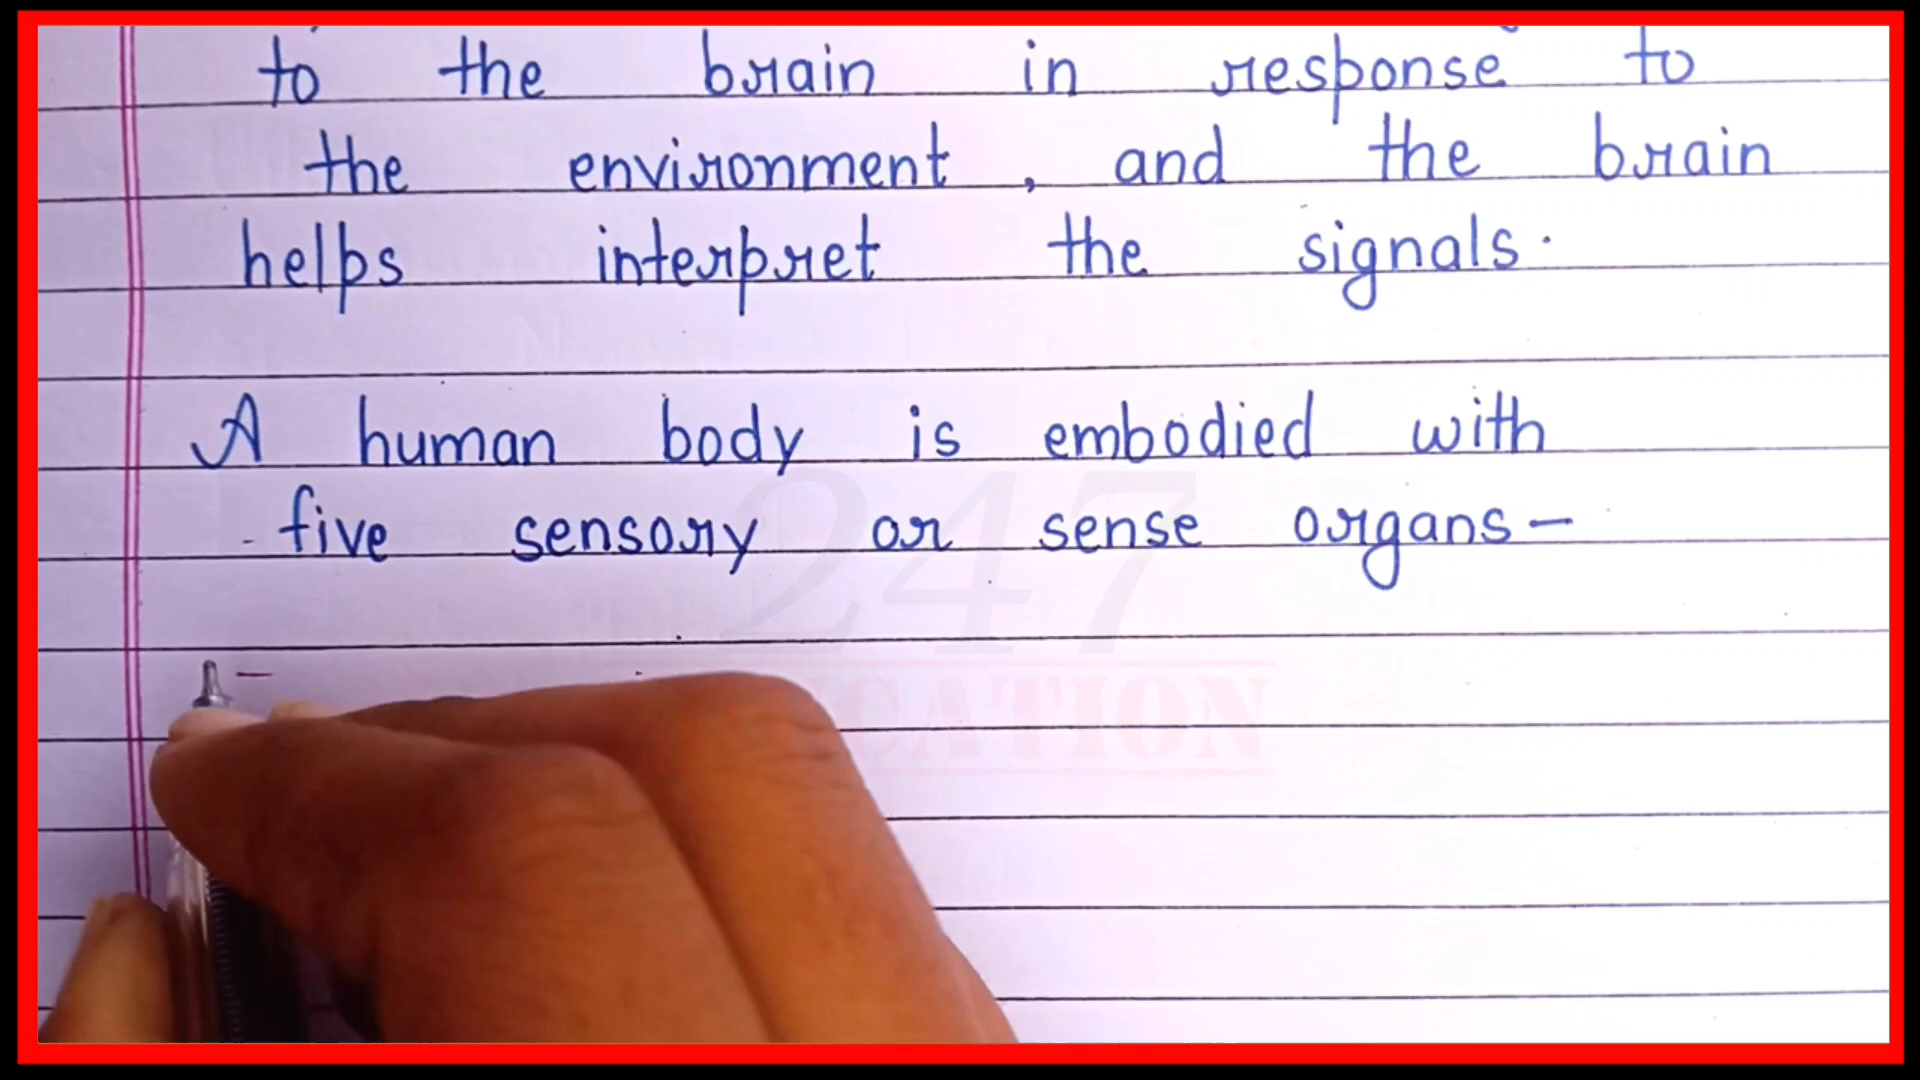 to the brain in response to
the environment, and the brain
helps interpret the signals.
A human body is embodied with
five sensory or sense organs-
247